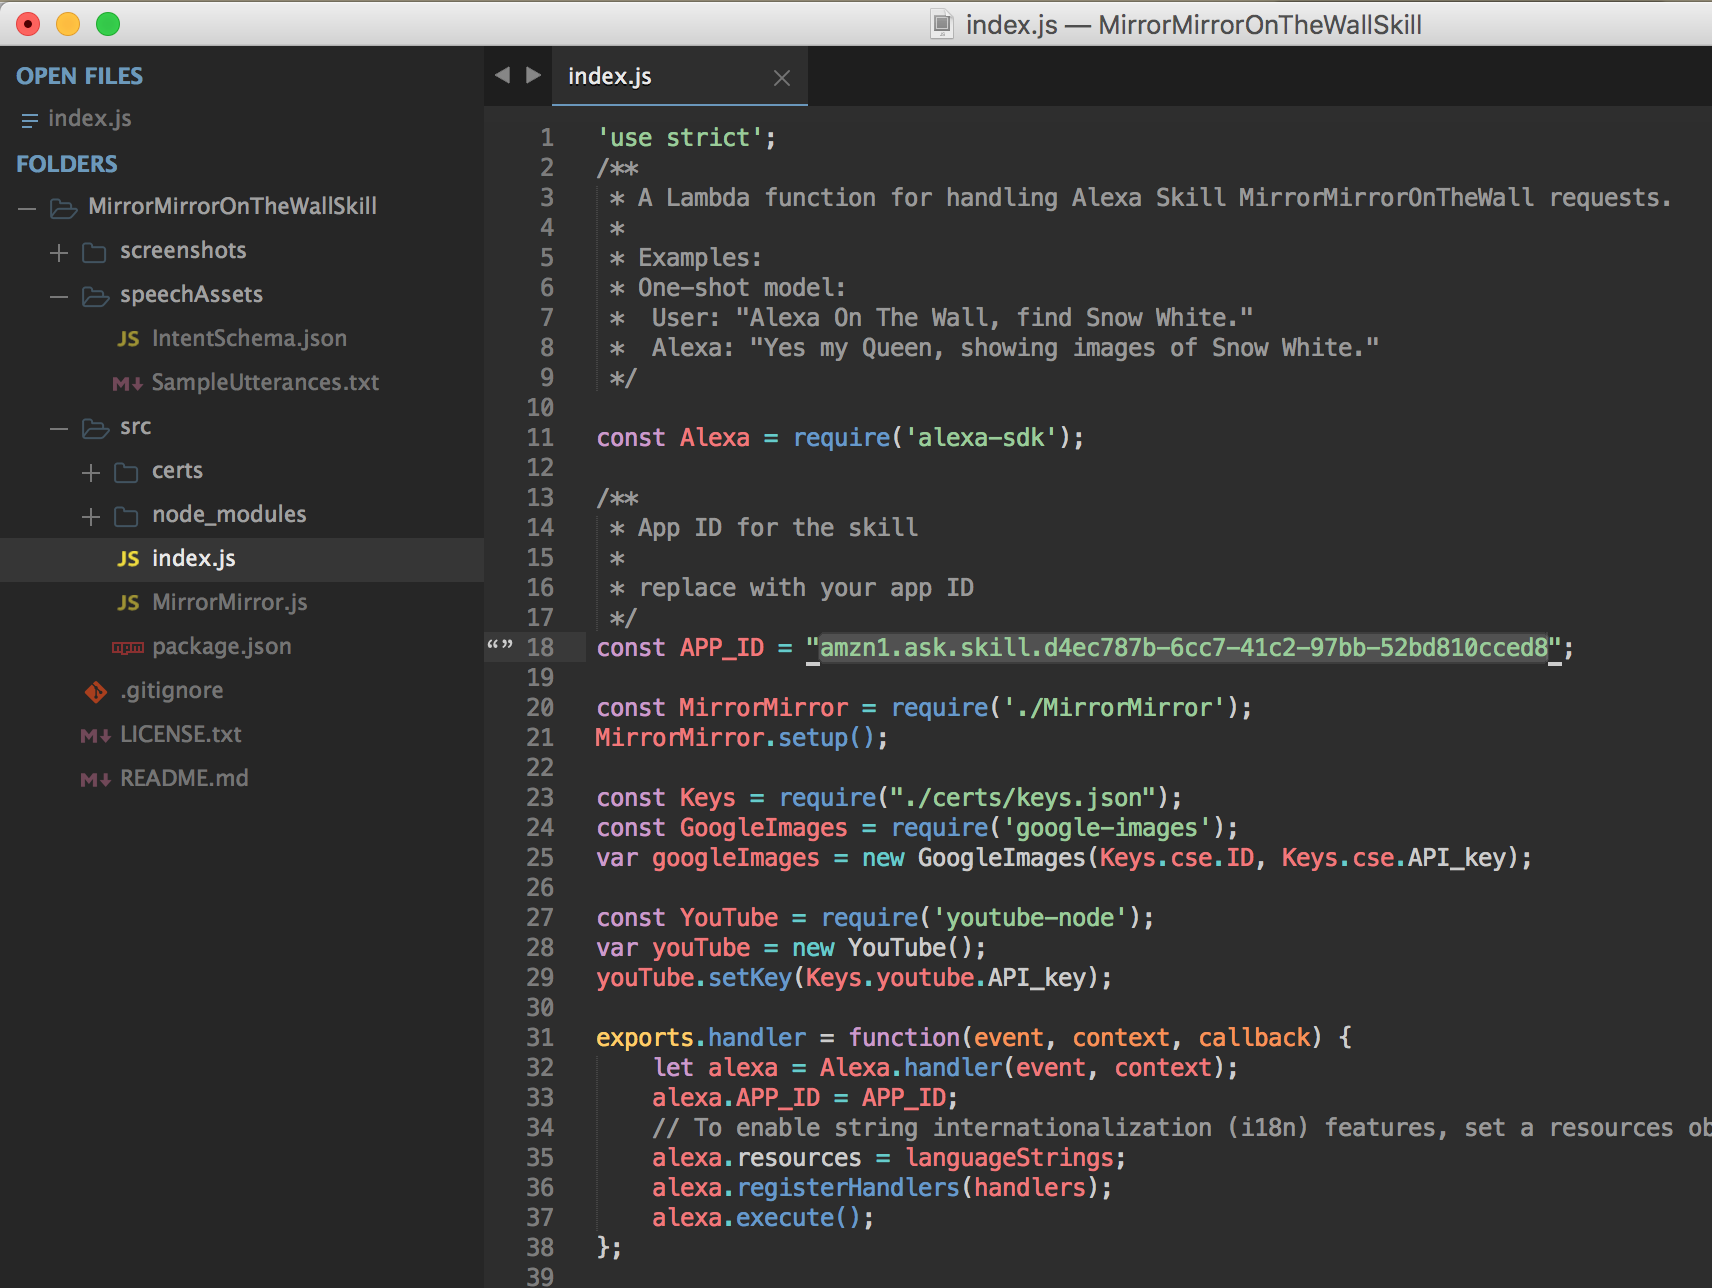 index.js — MirrorMirrorOnTheWallSkill
OPEN FILES
index.js
FOLDERS
MirrorMirrorOnTheWallSkill
screenshots
speechAssets
JS IntentSchema.json
M↓ SampleUtterances.txt
src
certs
node_modules
JS index.js
JS MirrorMirror.js
npm package.json
.gitignore
M↓ LICENSE.txt
M↓ README.md
index.js
1 'use strict';
2 /**
3 * A Lambda function for handling Alexa Skill MirrorMirrorOnTheWall requests.
4 *
5 * Examples:
6 * One-shot model:
7 *  User: "Alexa On The Wall, find Snow White."
8 *  Alexa: "Yes my Queen, showing images of Snow White."
9 */
10
11 const Alexa = require('alexa-sdk');
12
13 /**
14 * App ID for the skill
15 *
16 * replace with your app ID
17 */
“” 18 const APP_ID = "amzn1.ask.skill.d4ec787b-6cc7-41c2-97bb-52bd810cced8";
19
20 const MirrorMirror = require('./MirrorMirror');
21 MirrorMirror.setup();
22
23 const Keys = require("./certs/keys.json");
24 const GoogleImages = require('google-images');
25 var googleImages = new GoogleImages(Keys.cse.ID, Keys.cse.API_key);
26
27 const YouTube = require('youtube-node');
28 var youTube = new YouTube();
29 youTube.setKey(Keys.youtube.API_key);
30
31 exports.handler = function(event, context, callback) {
32     let alexa = Alexa.handler(event, context);
33     alexa.APP_ID = APP_ID;
34     // To enable string internationalization (i18n) features, set a resources ob
35     alexa.resources = languageStrings;
36     alexa.registerHandlers(handlers);
37     alexa.execute();
38 };
39